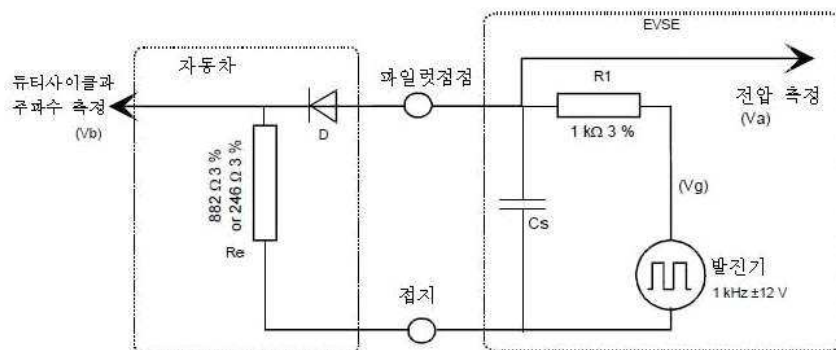 EVSE
자동차
파일럿접점
듀티사이클과
주파수 측정
(Vb)
D
R1
1 kΩ 3 %
전압 측정
(Va)
882 Ω 3 %
or 246 Ω 3 %
Re
Cs
(Vg)
발진기
1 kHz ±12 V
접지